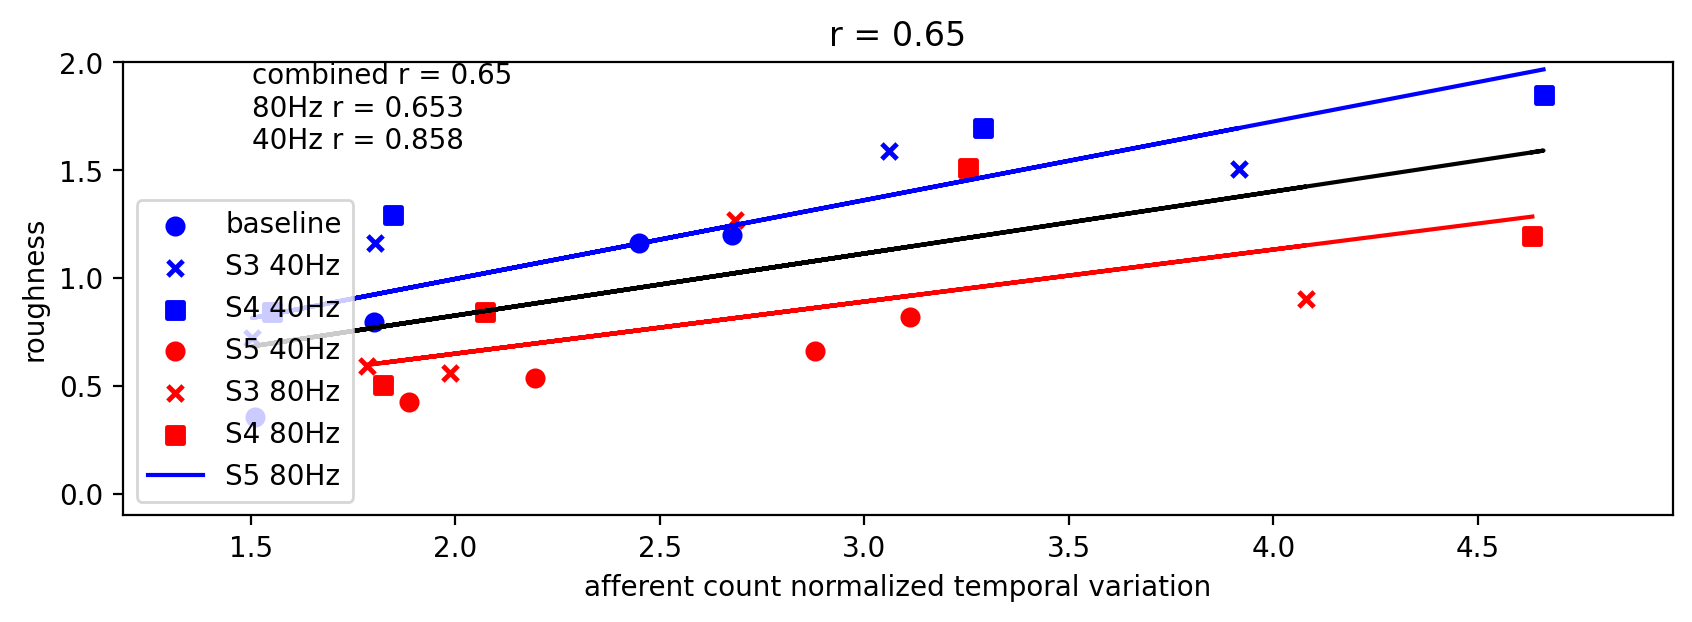 r = 0.65
combined r = 0.65
80Hz r = 0.653
40Hz r = 0.858
2.0
1.5
1.0
0.5
0.0
roughness
baseline
S3 40Hz
S4 40Hz
S5 40Hz
S3 80Hz
S4 80Hz
S5 80Hz
1.5 2.0 2.5 3.0 3.5 4.0 4.5
afferent count normalized temporal variation